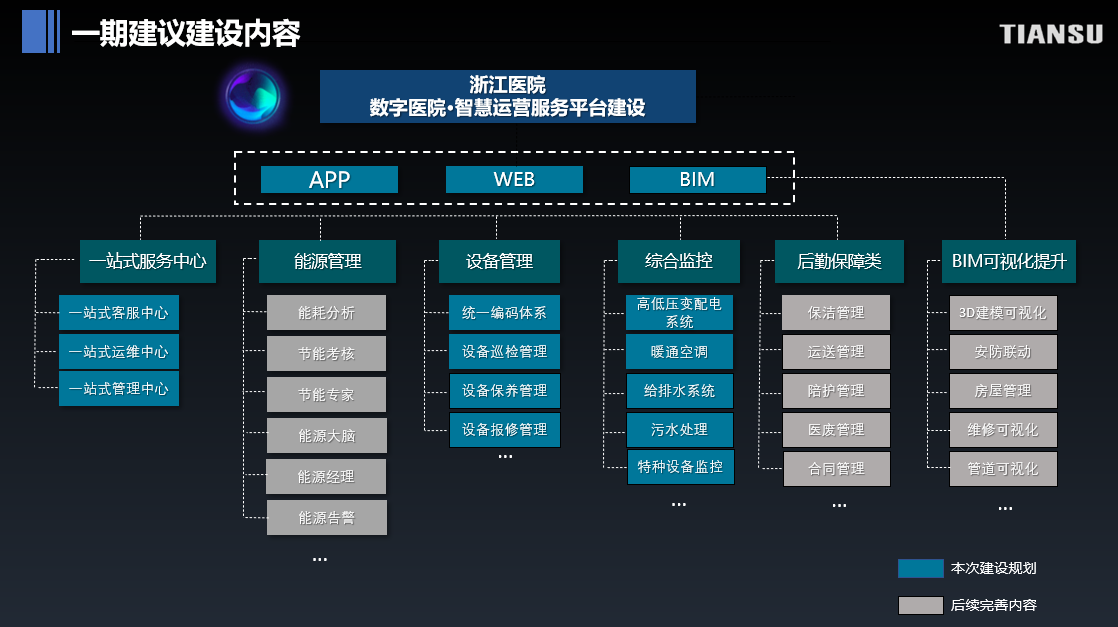 一期建议建设内容
TIANSU
浙江医院
数字医院·智慧运营服务平台建设
APP
WEB
BIM
一站式服务中心
一站式客服中心
一站式运维中心
一站式管理中心
能源管理
能耗分析
节能考核
节能专家
能源大脑
能源经理
能源告警
...
设备管理
统一编码体系
设备巡检管理
设备保养管理
设备报修管理
...
综合监控
高低压变配电
系统
暖通空调
给排水系统
污水处理
特种设备监控
...
后勤保障类
保洁管理
运送管理
陪护管理
医废管理
合同管理
...
BIM可视化提升
3D建模可视化
安防联动
房屋管理
维修可视化
管道可视化
...
本次建设规划
后续完善内容